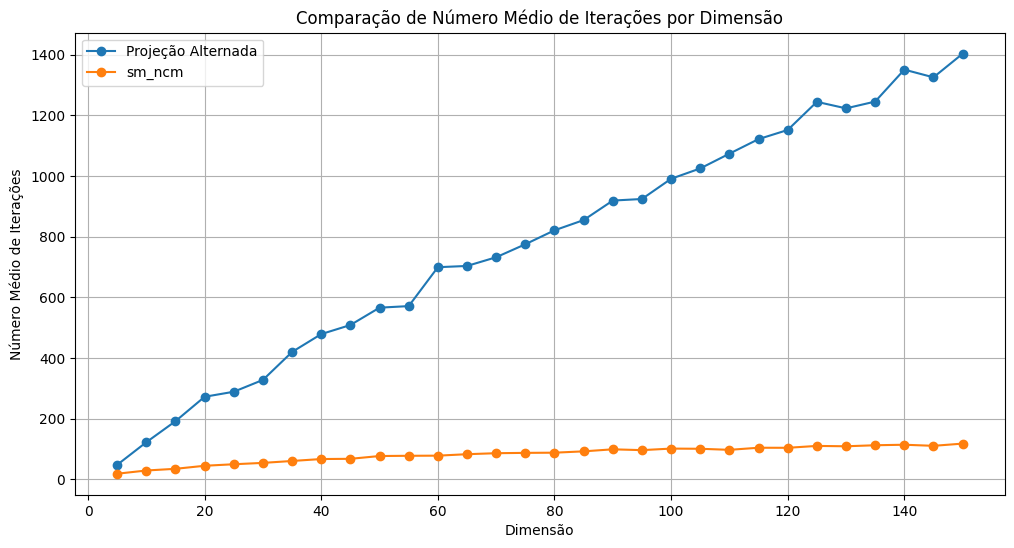 Comparação de Número Médio de Iterações por Dimensão
Projeção Alternada
sm_ncm
Número Médio de Iterações
1400
1200
1000
800
600
400
200
0
0 20 40 60 80 100 120 140
Dimensão